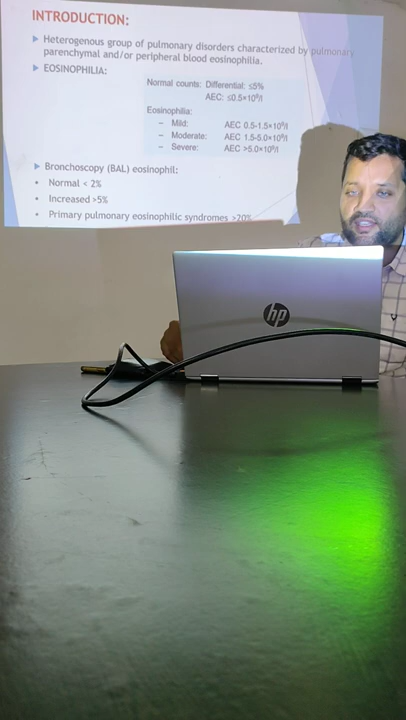 INTRODUCTION:
Heterogenous group of pulmonary disorders characterized by pulmonary
parenchymal and/or peripheral blood eosinophilia.
EOSINOPHILIA:
Normal counts: Differential: ≤5%
AEC: ≤0.5×10⁹/l
Eosinophilia:
– Mild: AEC 0.5-1.5×10⁹/l
– Moderate: AEC 1.5-5.0×10⁹/l
– Severe: AEC >5.0×10⁹/l
Bronchoscopy (BAL) eosinophil:
• Normal < 2%
• Increased >5%
• Primary pulmonary eosinophilic syndromes >20%
hp